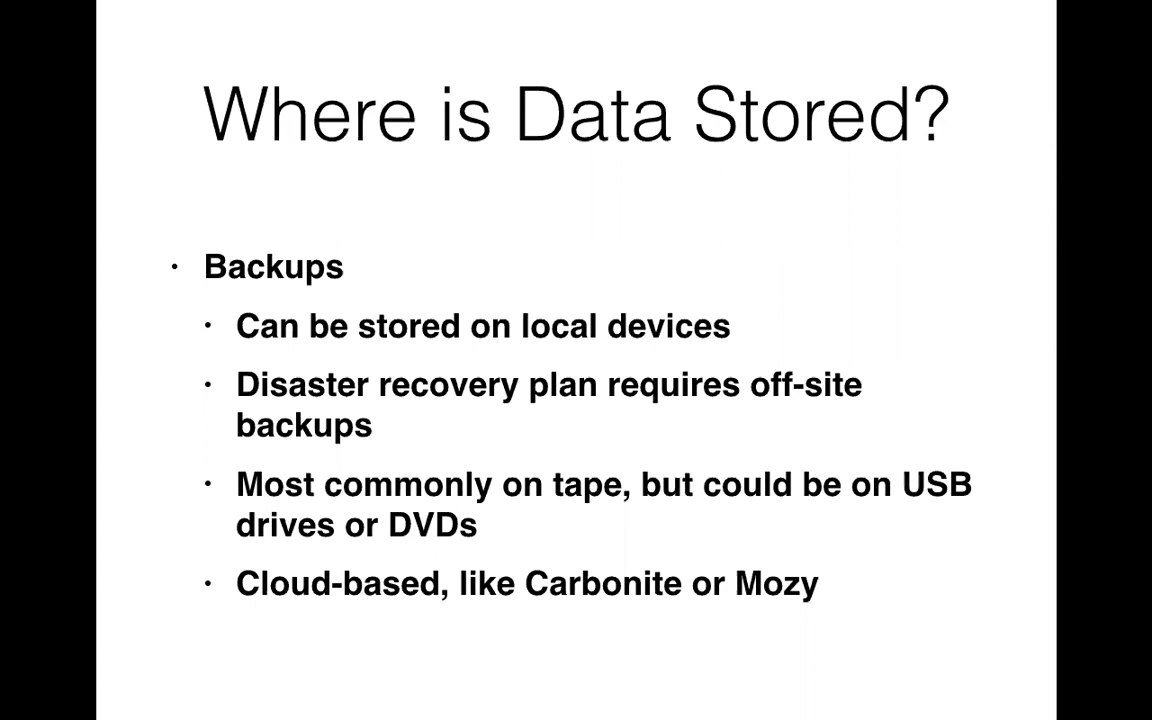 Where is Data Stored?
• Backups
• Can be stored on local devices
• Disaster recovery plan requires off-site
backups
• Most commonly on tape, but could be on USB
drives or DVDs
• Cloud-based, like Carbonite or Mozy